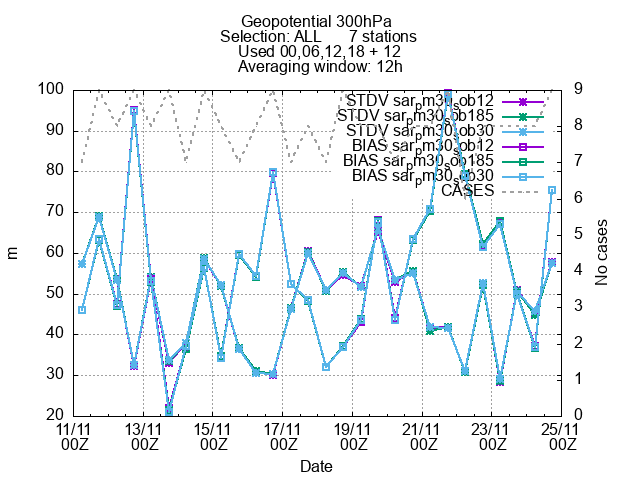 Geopotential 300hPa
Selection: ALL 7 stations
Used 00,06,12,18 + 12
Averaging window: 12h
100
90
80
70
60
50
40
30
20
m
STDV sar_pm30_sob12
STDV sar_pm30_sob185
STDV sar_pm30_sob30
BIAS sar_pm30_sob12
BIAS sar_pm30_sob185
BIAS sar_pm30_sob30
CASES
9
8
7
6
5
4
3
2
1
0
No cases
11/11 13/11 15/11 17/11 19/11 21/11 23/11 25/11
00Z 00Z 00Z 00Z 00Z 00Z 00Z 00Z
Date